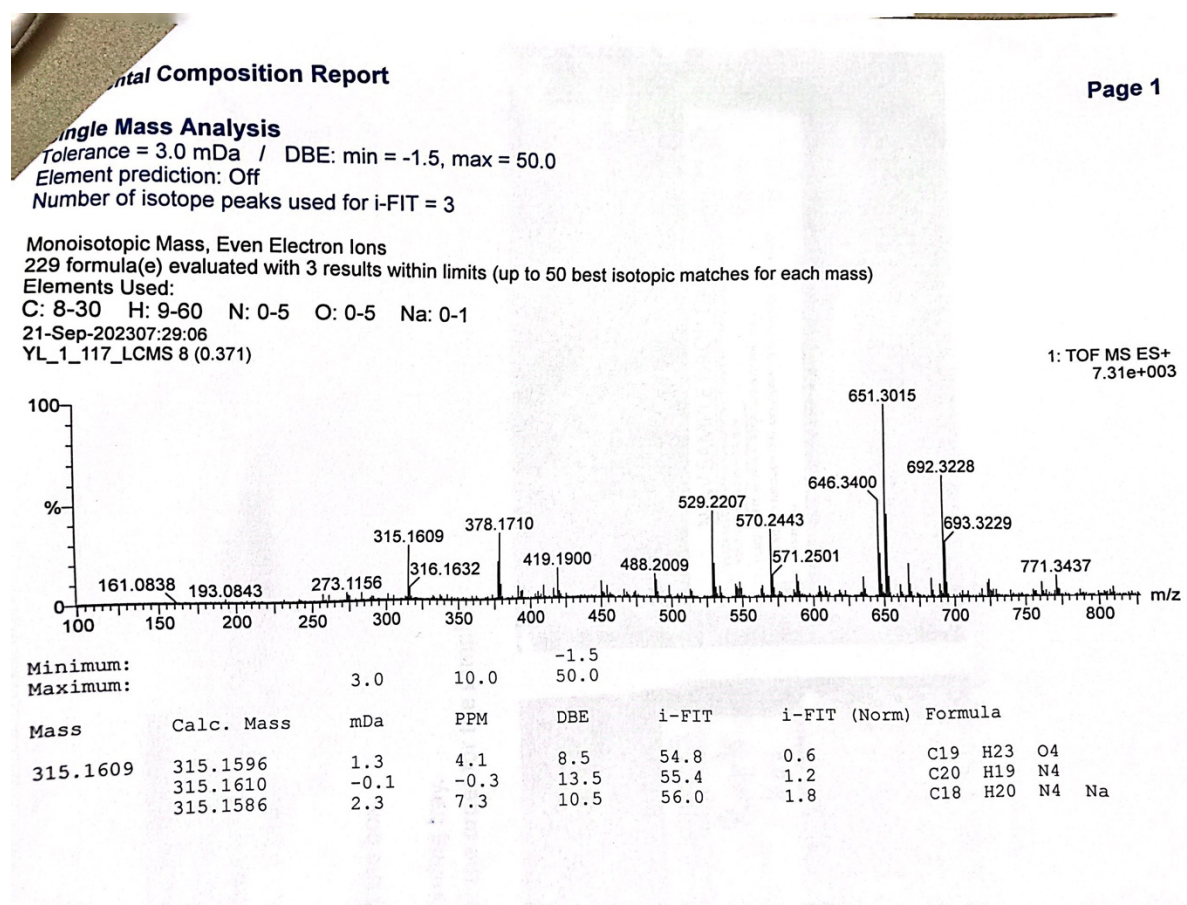 Composition Report
Page 1
Mass Analysis
Tolerance = 3.0 mDa / DBE: min = -1.5, max = 50.0
Element prediction: Off
Number of isotope peaks used for i-FIT = 3
Monoisotopic Mass, Even Electron Ions
229 formula(e) evaluated with 3 results within limits (up to 50 best isotopic matches for each mass)
Elements Used:
C: 8-30 H: 9-60 N: 0-5 O: 0-5 Na: 0-1
21-Sep-202307:29:06
YL_1_117_LCMS 8 (0.371)
1: TOF MS ES+
7.31e+003
100
%
0
651.3015
692.3228
646.3400
529.2207
693.3229
570.2443
378.1710
315.1609
571.2501
419.1900
488.2009
771.3437
316.1632
273.1156
161.0838
193.0843
m/z
100 150 200 250 300 350 400 450 500 550 600 650 700 750 800
Minimum: -1.5
Maximum: 3.0 10.0 50.0
Mass Calc. Mass mDa PPM DBE i-FIT i-FIT (Norm) Formula
315.1609 315.1596 1.3 4.1 8.5 54.8 0.6 C19 H23 O4
315.1610 -0.1 -0.3 13.5 55.4 1.2 C20 H19 N4
315.1586 2.3 7.3 10.5 56.0 1.8 C18 H20 N4 Na